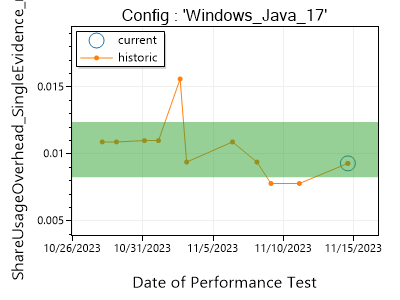 Config : 'Windows_Java_17'
current
historic
ShareUsageOverhead_SingleEvidence_
0.015
0.01
0.005
10/26/2023 10/31/2023 11/5/2023 11/10/2023 11/15/2023
Date of Performance Test